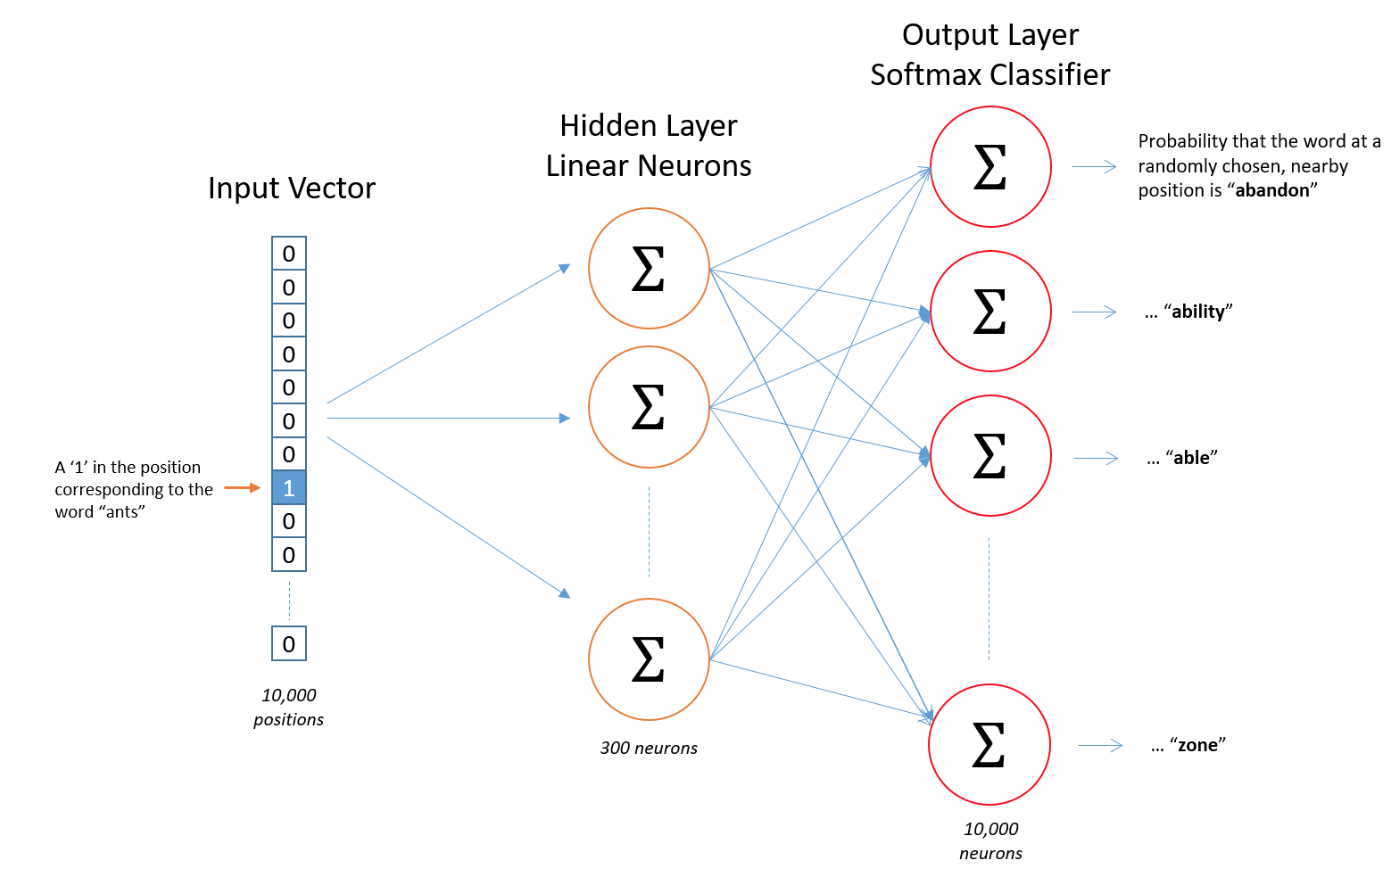 Output Layer
Softmax Classifier
Hidden Layer
Linear Neurons
Input Vector
0
0
0
0
0
0
0
1
0
0
0
A ‘1’ in the position
corresponding to the
word “ants”
10,000
positions
Σ
Σ
Σ
300 neurons
Σ
Σ
Σ
Σ
10,000
neurons
Probability that the word at a
randomly chosen, nearby
position is “abandon”
... “ability”
... “able”
... “zone”